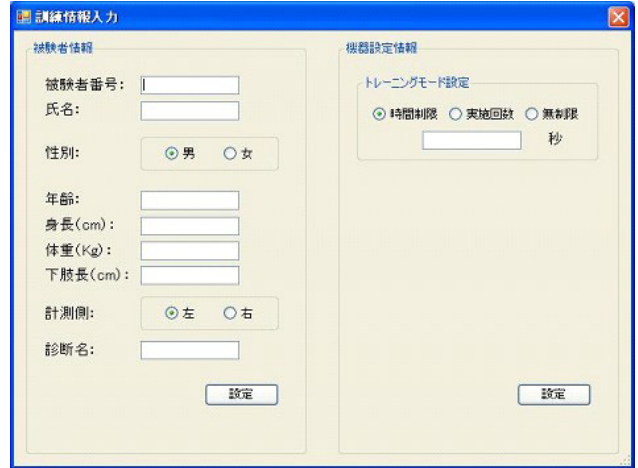 訓練情報入力
被験者情報
被験者番号:
氏名:
性別: 男 女
年齢:
身長(cm):
体重(Kg):
下肢長(cm):
計測側: 左 右
診断名:
設定
機器設定情報
トレーニングモード設定
時間制限 実施回数 無制限
秒
設定